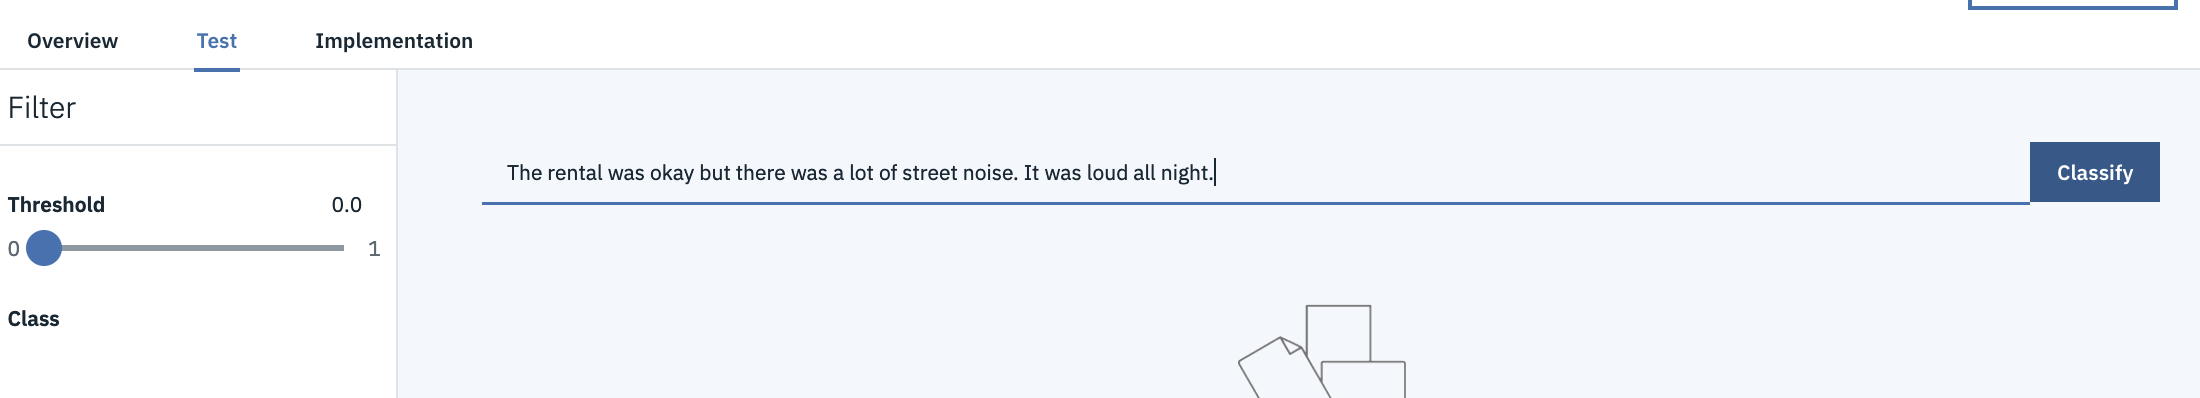 Overview Test Implementation
Filter
The rental was okay but there was a lot of street noise. It was loud all night.
Classify
Threshold 0.0
0 1
Class